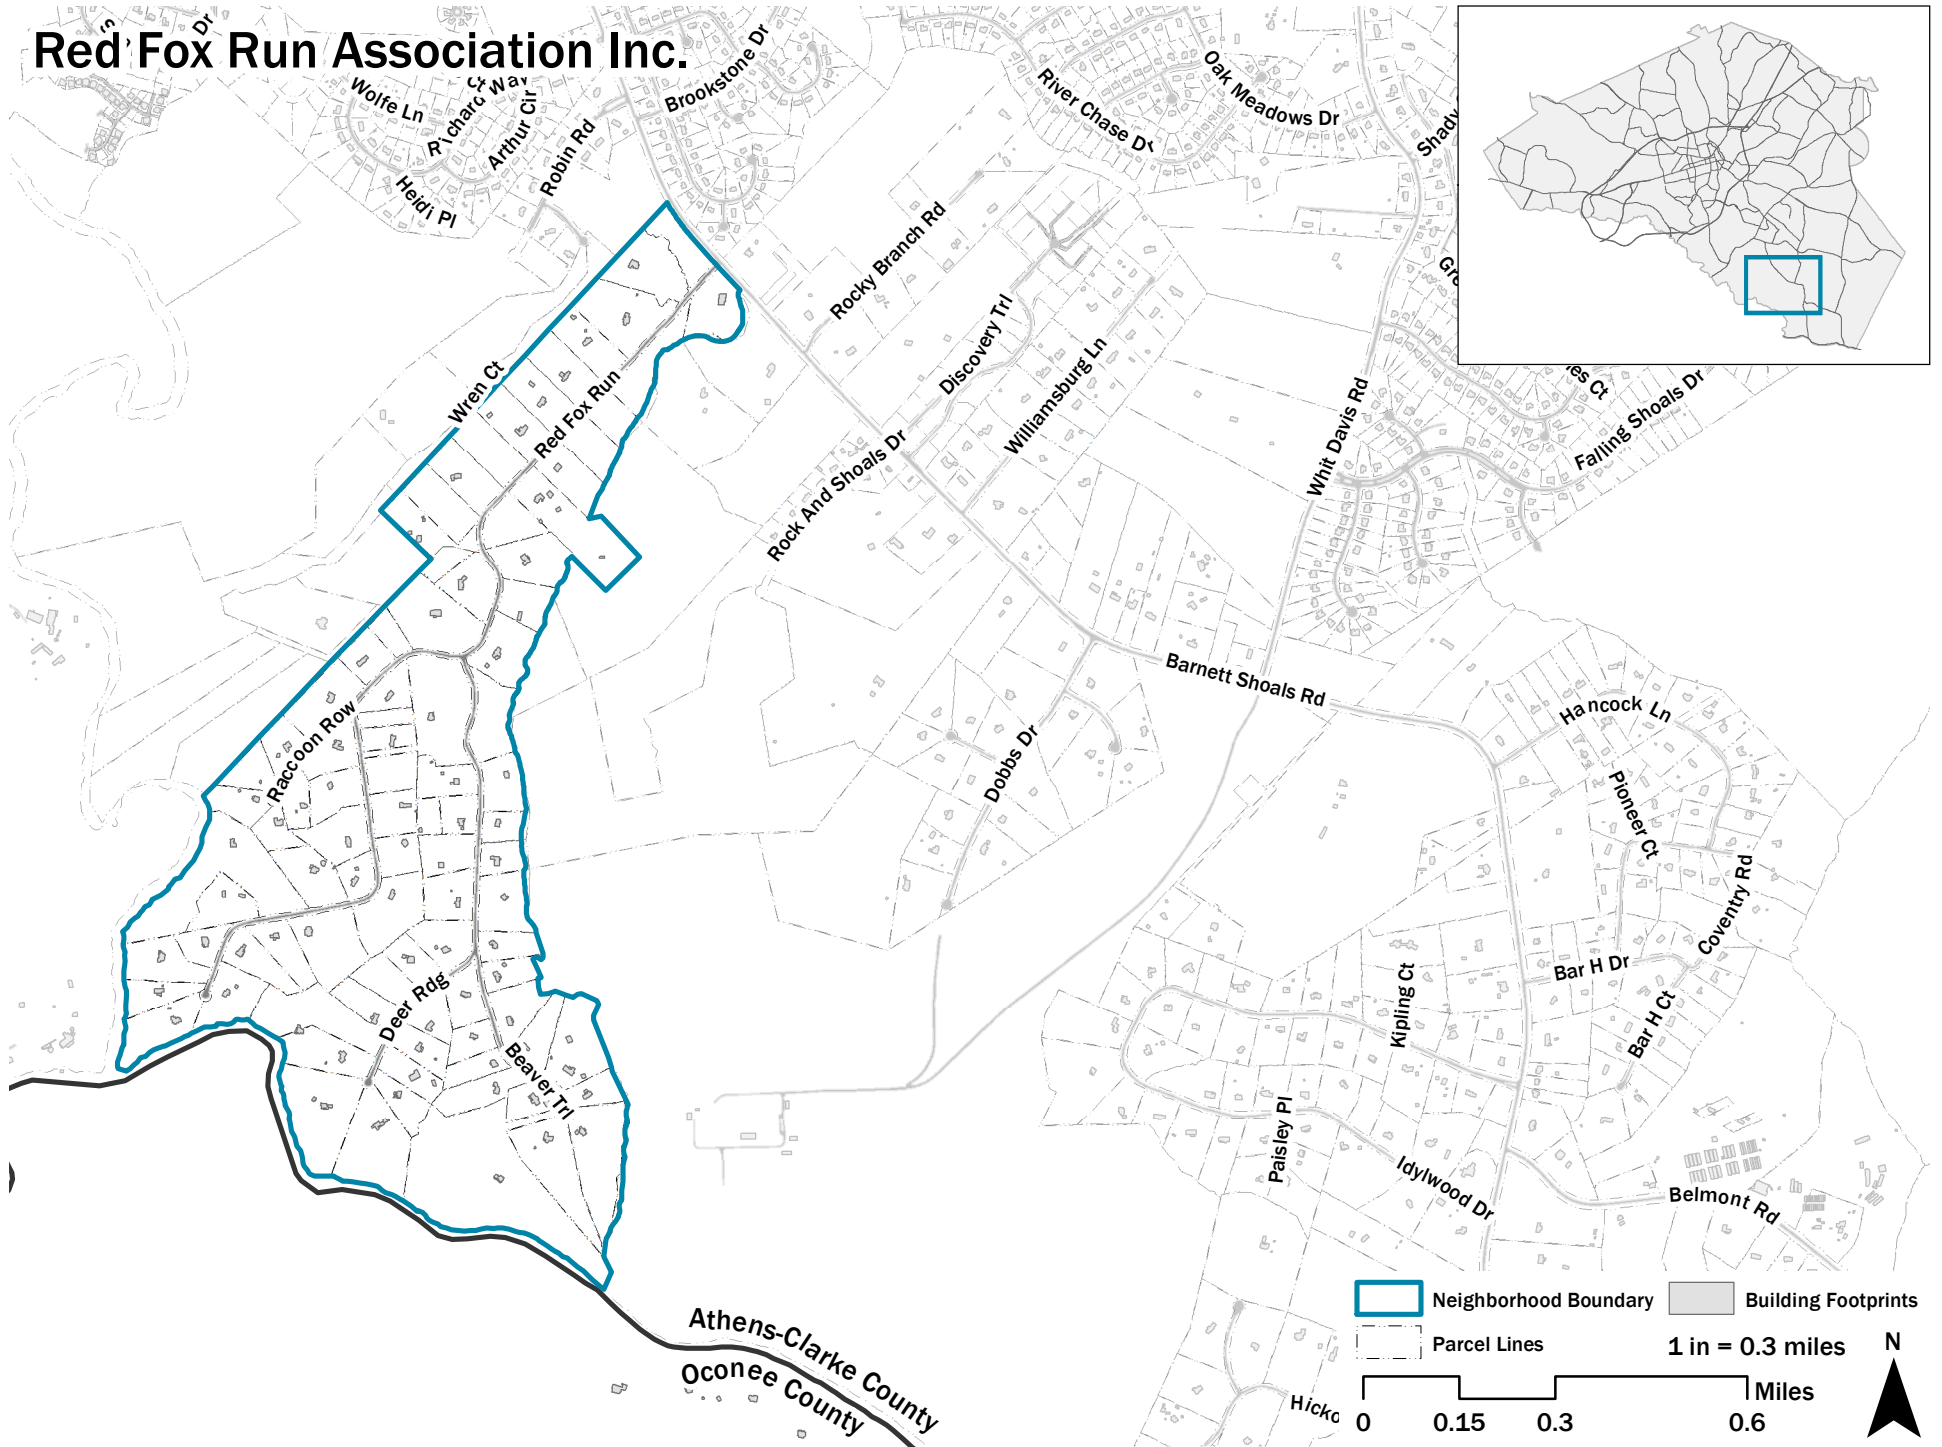 Red Fox Run Association Inc.
Dr
Wolfe Ln
Ct
Richard Way
Arthur Cir
Heidi Pl
Robin Rd
Brookstone Dr
River Chase Dr
Oak Meadows Dr
Shady
Rocky Branch Rd
Discovery Trl
Williamsburg Ln
Rock And Shoals Dr
Whit Davis Rd
Falling Shoals Dr
Wren Ct
Red Fox Run
Raccoon Row
Deer Rdg
Beaver Trl
Barnett Shoals Rd
Dobbs Dr
Hancock Ln
Pioneer Ct
Coventry Rd
Bar H Dr
Bar H Ct
Kipling Ct
Paisley Pl
Idylwood Dr
Belmont Rd
Athens-Clarke County
Oconee County
Neighborhood Boundary
Building Footprints
Parcel Lines
1 in = 0.3 miles
N
Miles
0 0.15 0.3 0.6